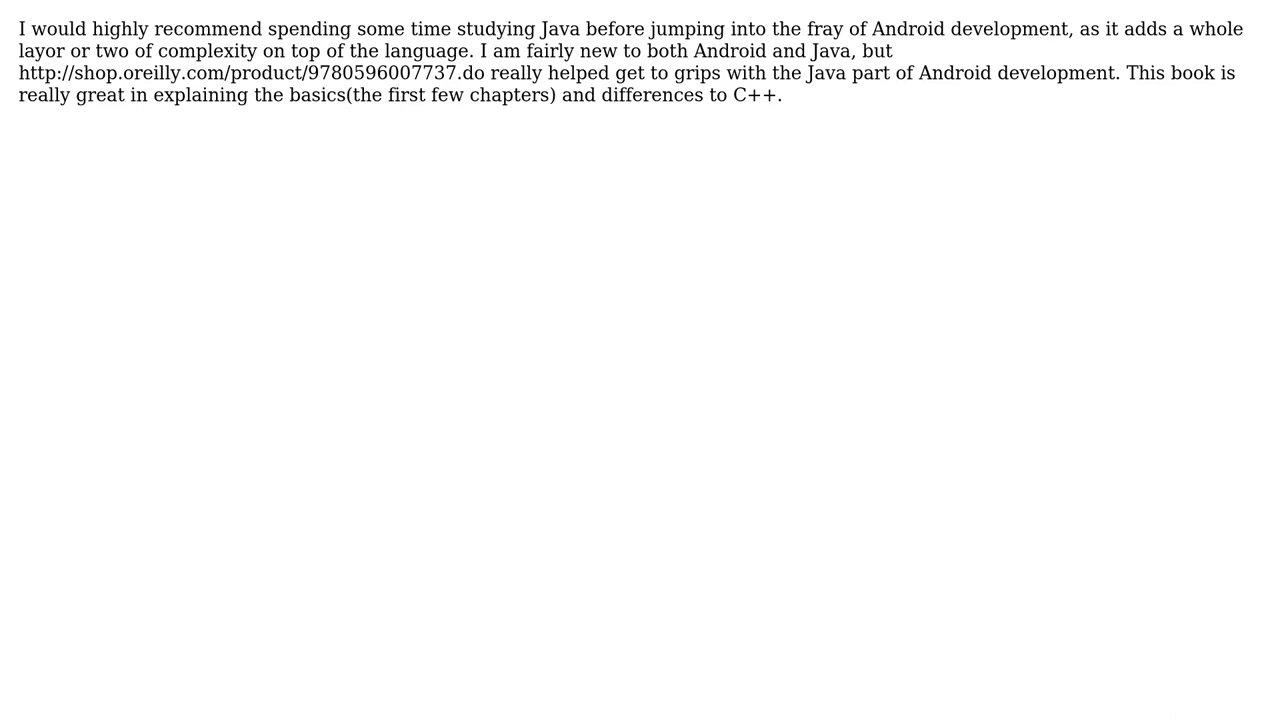 I would highly recommend spending some time studying Java before jumping into the fray of Android development, as it adds a whole
layor or two of complexity on top of the language. I am fairly new to both Android and Java, but
http://shop.oreilly.com/product/9780596007737.do really helped get to grips with the Java part of Android development. This book is
really great in explaining the basics(the first few chapters) and differences to C++.